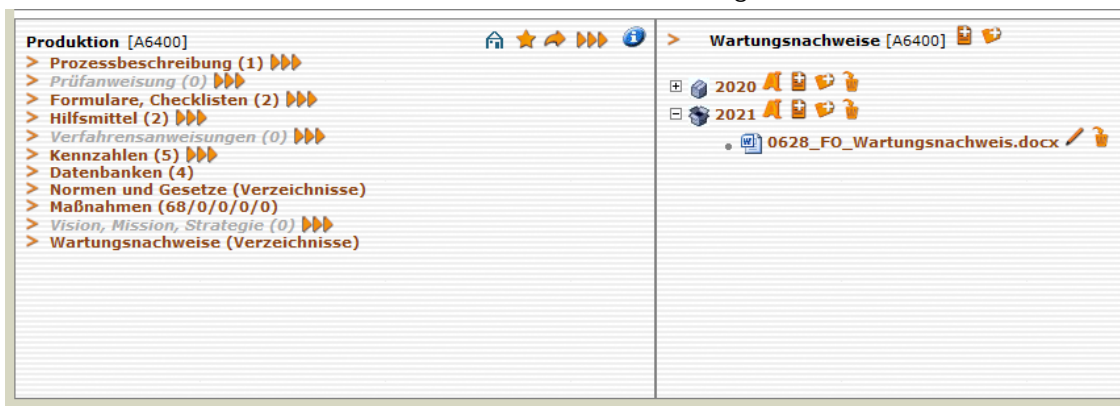 Produktion [A6400]
> Prozessbeschreibung (1)
> Prüfanweisung (0)
> Formulare, Checklisten (2)
> Hilfsmittel (2)
> Verfahrensanweisungen (0)
> Kennzahlen (5)
> Datenbanken (4)
> Normen und Gesetze (Verzeichnisse)
> Maßnahmen (68/0/0/0/0)
> Vision, Mission, Strategie (0)
> Wartungsnachweise (Verzeichnisse)
> Wartungsnachweise [A6400]
2020
2021
0628_FO_Wartungsnachweis.docx